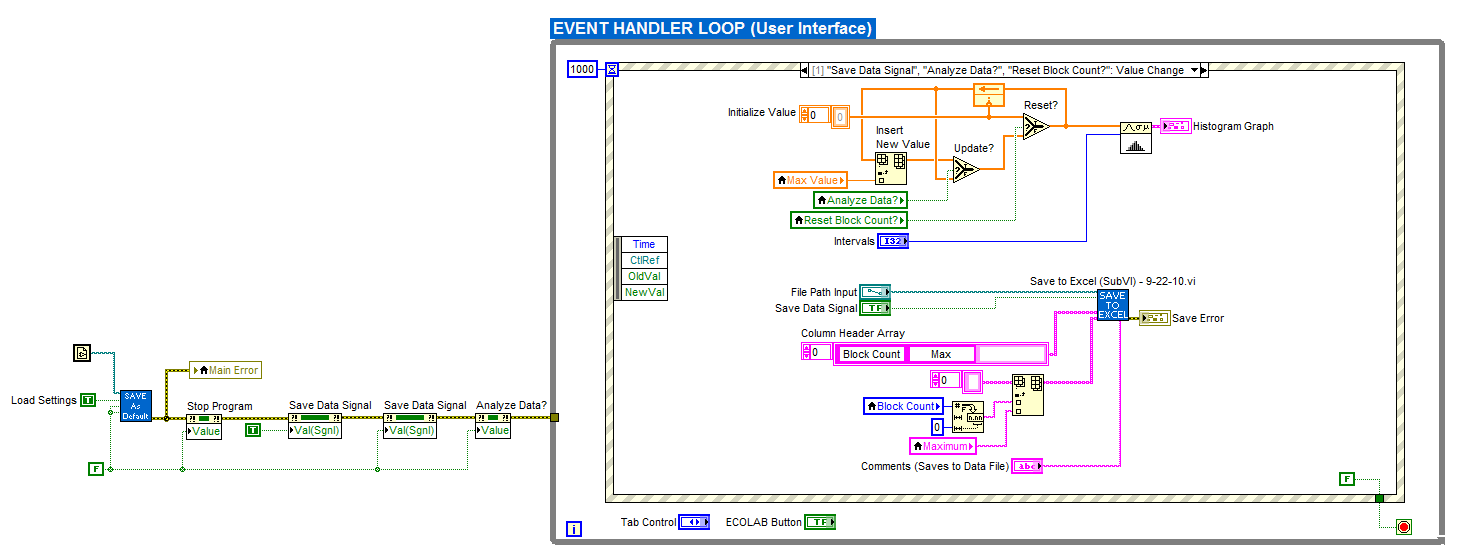 EVENT HANDLER LOOP (User Interface)
1000
[1] "Save Data Signal", "Analyze Data?", "Reset Block Count?": Value Change
Initialize Value
0
0
Reset?
Insert
New Value
Update?
Histogram Graph
Max Value
Analyze Data?
Reset Block Count?
Intervals
I32
Time
CtlRef
OldVal
NewVal
Save to Excel (SubVI) - 9-22-10.vi
File Path Input
Save Data Signal
TF
SAVE
TO
EXCEL
Save Error
Column Header Array
0
Block Count
Max
0
Block Count
0
Maximum
Comments (Saves to Data File)
abc
Main Error
Load Settings
T
SAVE
As
Default
Stop Program
Value
Save Data Signal
T
Val(Sgnl)
Save Data Signal
Val(Sgnl)
Analyze Data?
Value
F
F
i
Tab Control
ECOLAB Button
TF